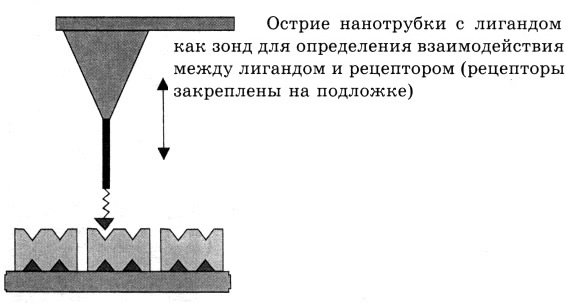 Острие нанотрубки с лигандом
как зонд для определения взаимодействия
между лигандом и рецептором (рецепторы
закреплены на подложке)